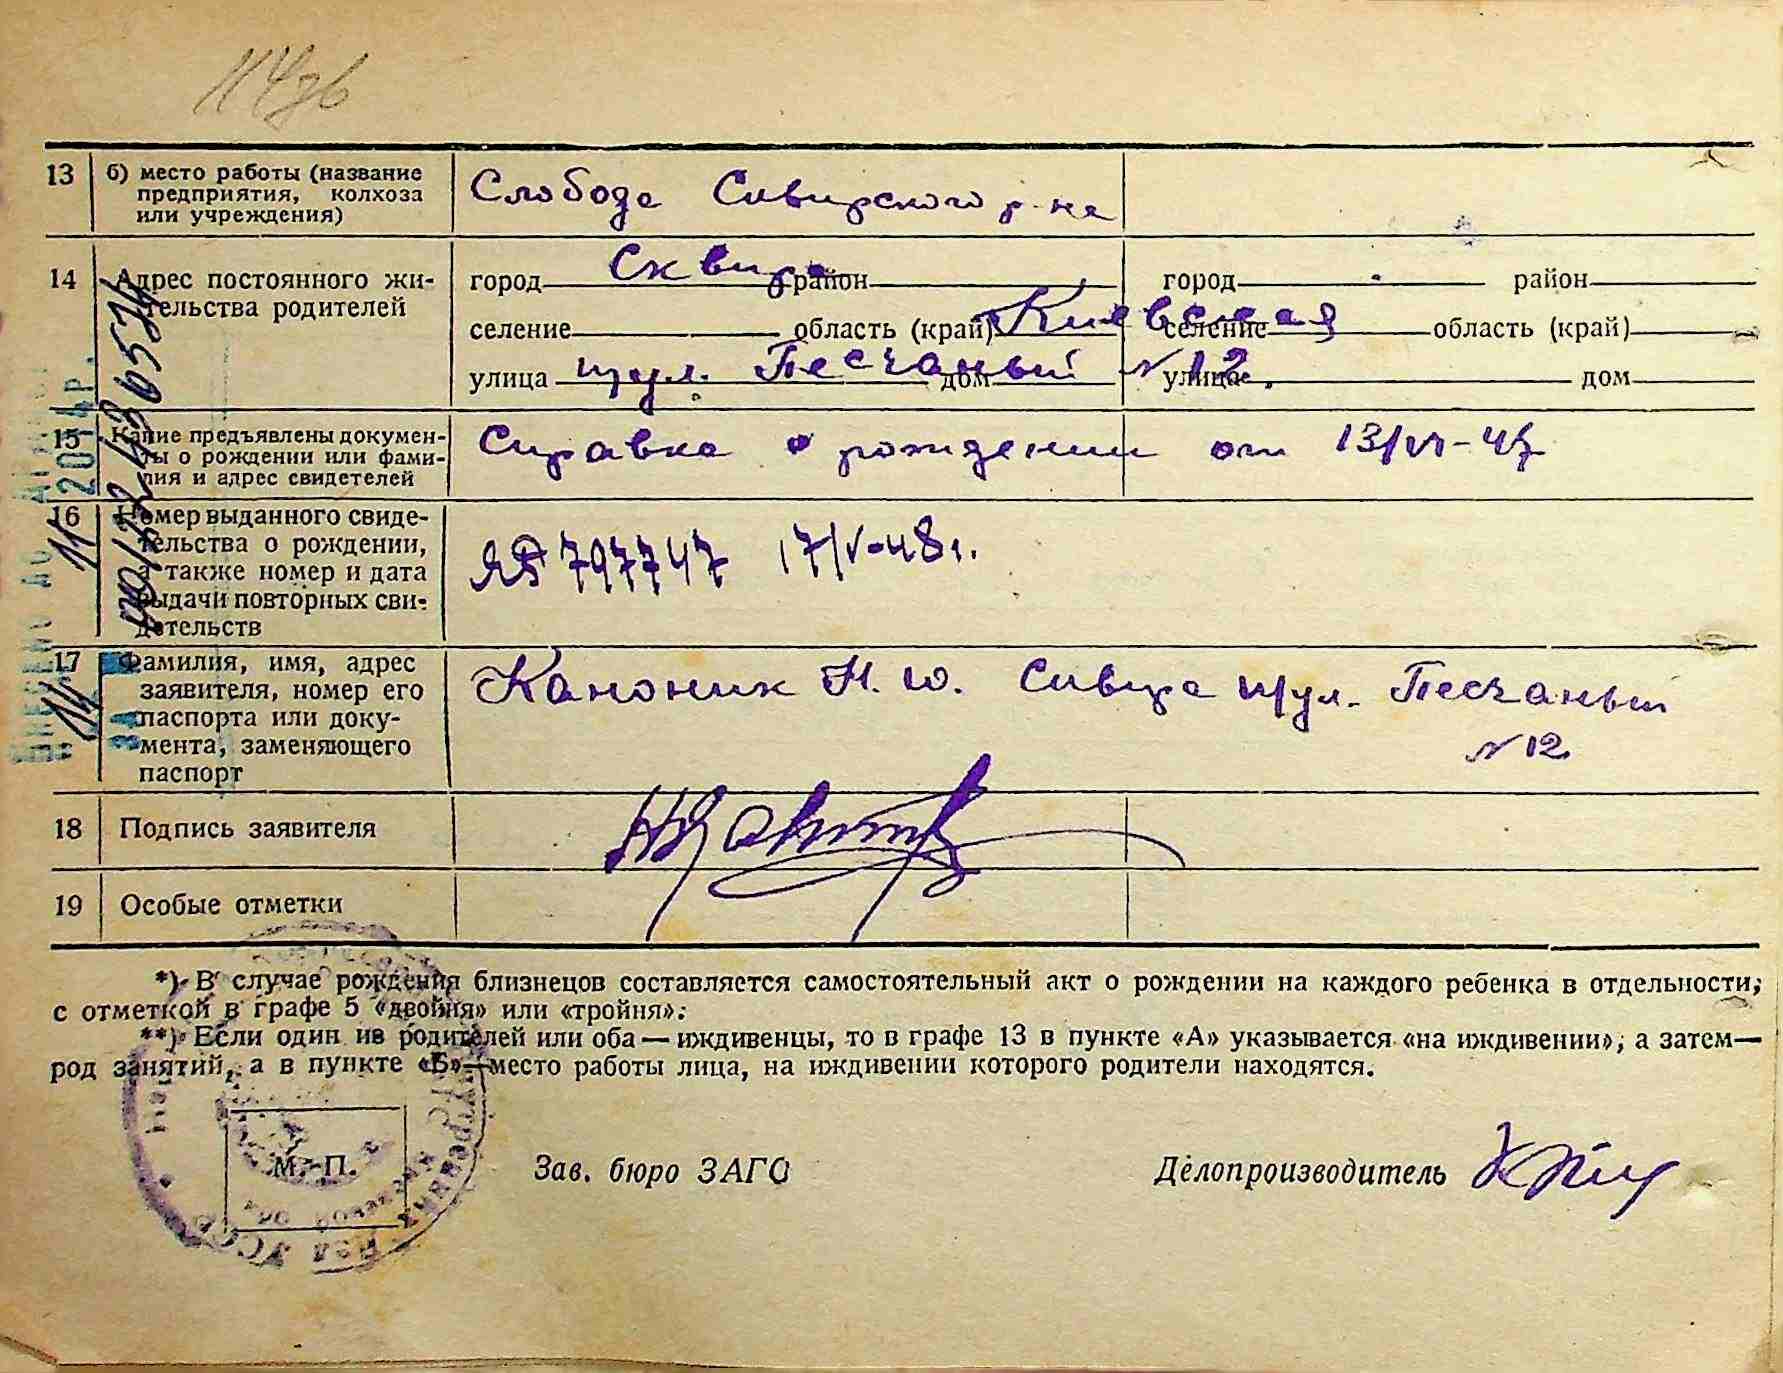 13 б) место работы (название предприятия, колхоза или учреждения) Слобода Сквирского р-на
14 Адрес постоянного жительства родителей
город Сквира район город район
селение область (край) Киевская селение область (край)
улица пул. Песчаный дом № 12. улица дом
15 Какие предъявлены документы о рождении или фамилия и адрес свидетелей Справка о рождении от 13/VI-47
16 Номер выданного свидетельства о рождении, а также номер и дата выдачи повторных свидетельств ЯБ 797747 17/V-48 г.
17 Фамилия, имя, адрес заявителя, номер его паспорта или документа, заменяющего паспорт Каноник Н. Ю. Сквира пул. Песчаный
№ 12
18 Подпись заявителя
19 Особые отметки
*) В случае рождения близнецов составляется самостоятельный акт о рождении на каждого ребенка в отдельности,
с отметкой в графе 5 «двойня» или «тройня».
**) Если один из родителей или оба — иждивенцы, то в графе 13 в пункте «А» указывается «на иждивении», а затем —
род занятий, а в пункте «Б» — место работы лица, на иждивении которого родители находятся.
М. П. Зав. бюро ЗАГС Делопроизводитель